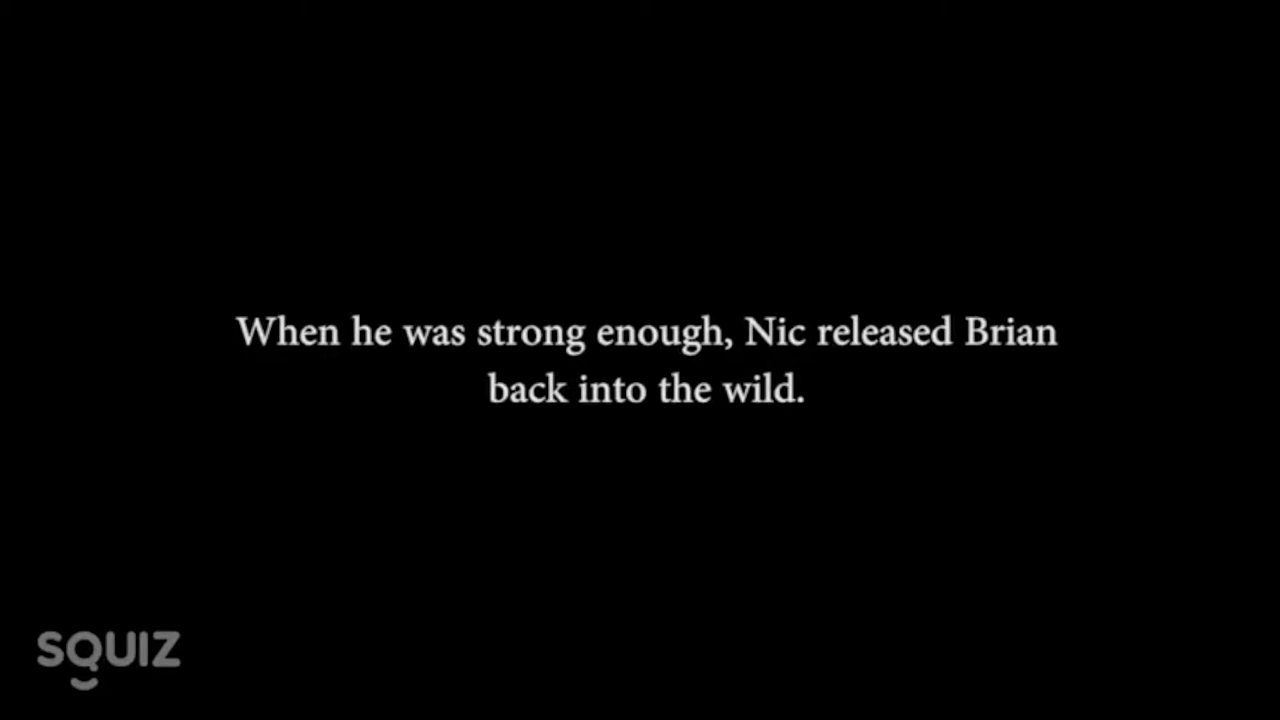 When he was strong enough, Nic released Brian
back into the wild.
SQUIZ